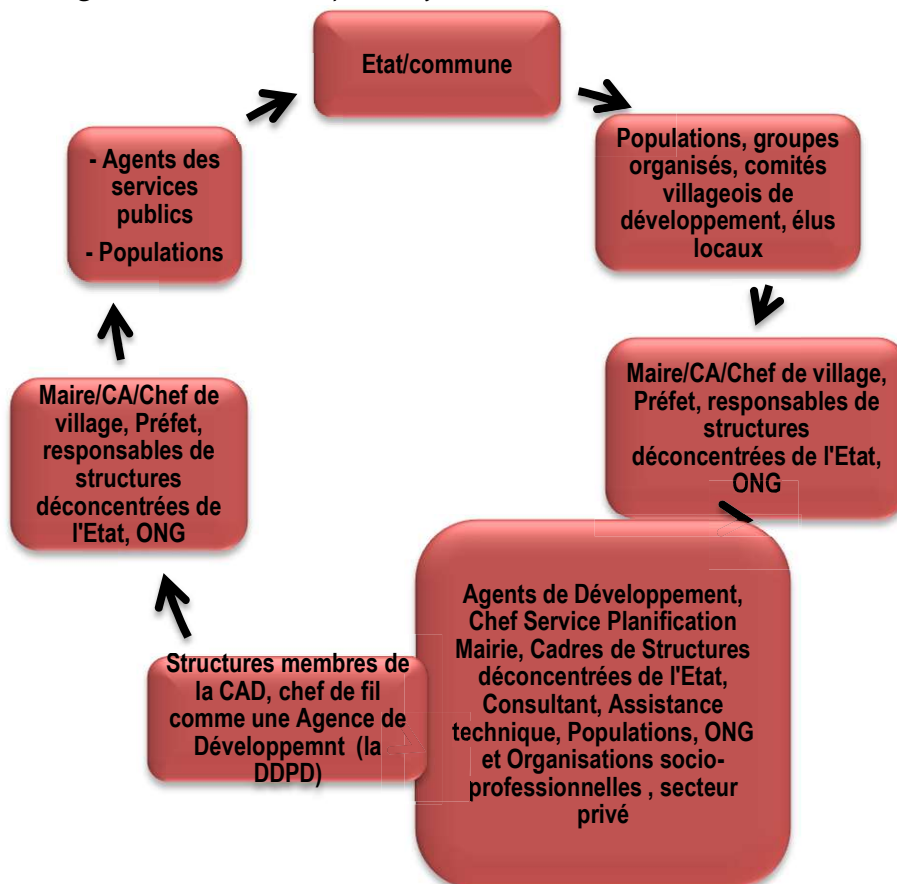 Etat/commune
Populations, groupes
organisés, comités
villageois de
développement, élus
locaux
Maire/CA/Chef de village,
Préfet, responsables de
structures
déconcentrées de l'Etat,
ONG
Agents de Développement,
Chef Service Planification
Mairie, Cadres de Structures
déconcentrées de l'Etat,
Consultant, Assistance
technique, Populations, ONG
et Organisations socio-
professionnelles , secteur
privé
Structures membres de
la CAD, chef de fil
comme une Agence de
Développemnt (la
DDPD)
Maire/CA/Chef de
village, Préfet,
responsables de
structures
déconcentrées de
l'Etat, ONG
- Agents des
services
publics
- Populations